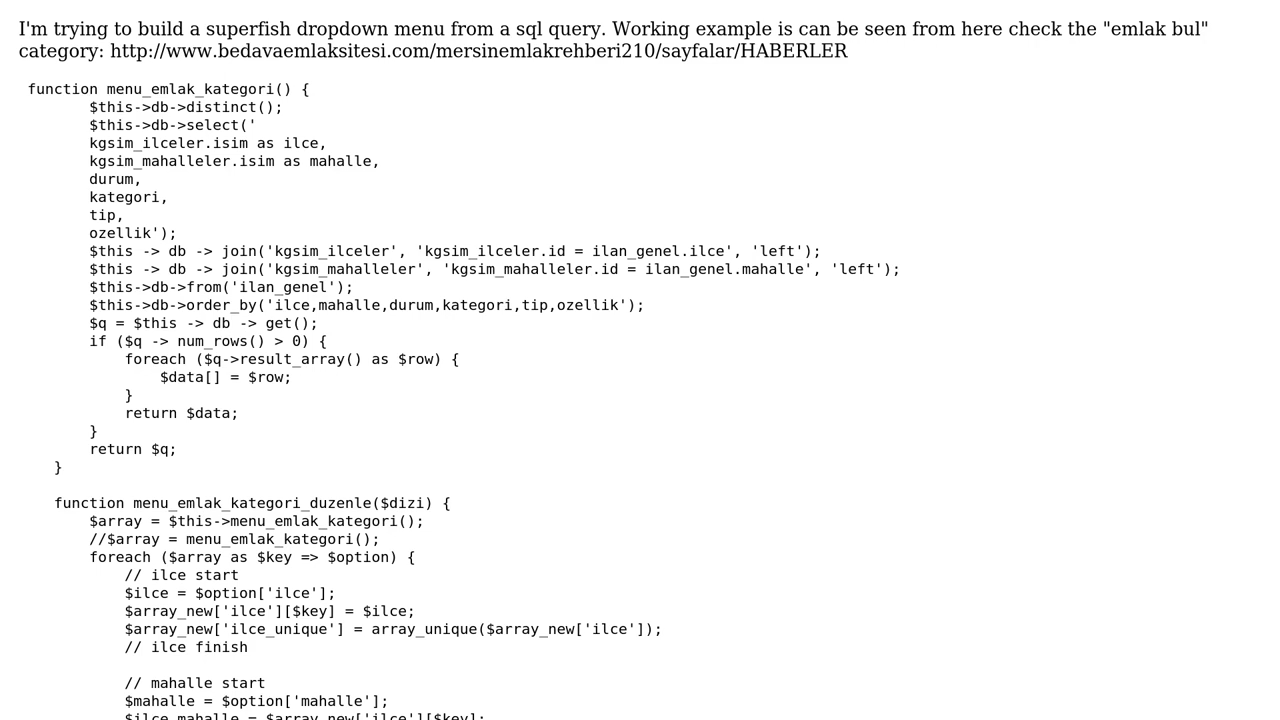 I'm trying to build a superfish dropdown menu from a sql query. Working example is can be seen from here check the "emlak bul"
category: http://www.bedavaemlaksitesi.com/mersinemlakrehberi210/sayfalar/HABERLER
function menu_emlak_kategori() {
$this->db->distinct();
$this->db->select('
kgsim_ilceler.isim as ilce,
kgsim_mahalleler.isim as mahalle,
durum,
kategori,
tip,
ozellik');
$this -> db -> join('kgsim_ilceler', 'kgsim_ilceler.id = ilan_genel.ilce', 'left');
$this -> db -> join('kgsim_mahalleler', 'kgsim_mahalleler.id = ilan_genel.mahalle', 'left');
$this->db->from('ilan_genel');
$this->db->order_by('ilce,mahalle,durum,kategori,tip,ozellik');
$q = $this -> db -> get();
if ($q -> num_rows() > 0) {
foreach ($q->result_array() as $row) {
$data[] = $row;
}
return $data;
}
return $q;
}
function menu_emlak_kategori_duzenle($dizi) {
$array = $this->menu_emlak_kategori();
//$array = menu_emlak_kategori();
foreach ($array as $key => $option) {
// ilce start
$ilce = $option['ilce'];
$array_new['ilce'][$key] = $ilce;
$array_new['ilce_unique'] = array_unique($array_new['ilce']);
// ilce finish
// mahalle start
$mahalle = $option['mahalle'];
$ilce_mahalle = $array_new['ilce'][$key];